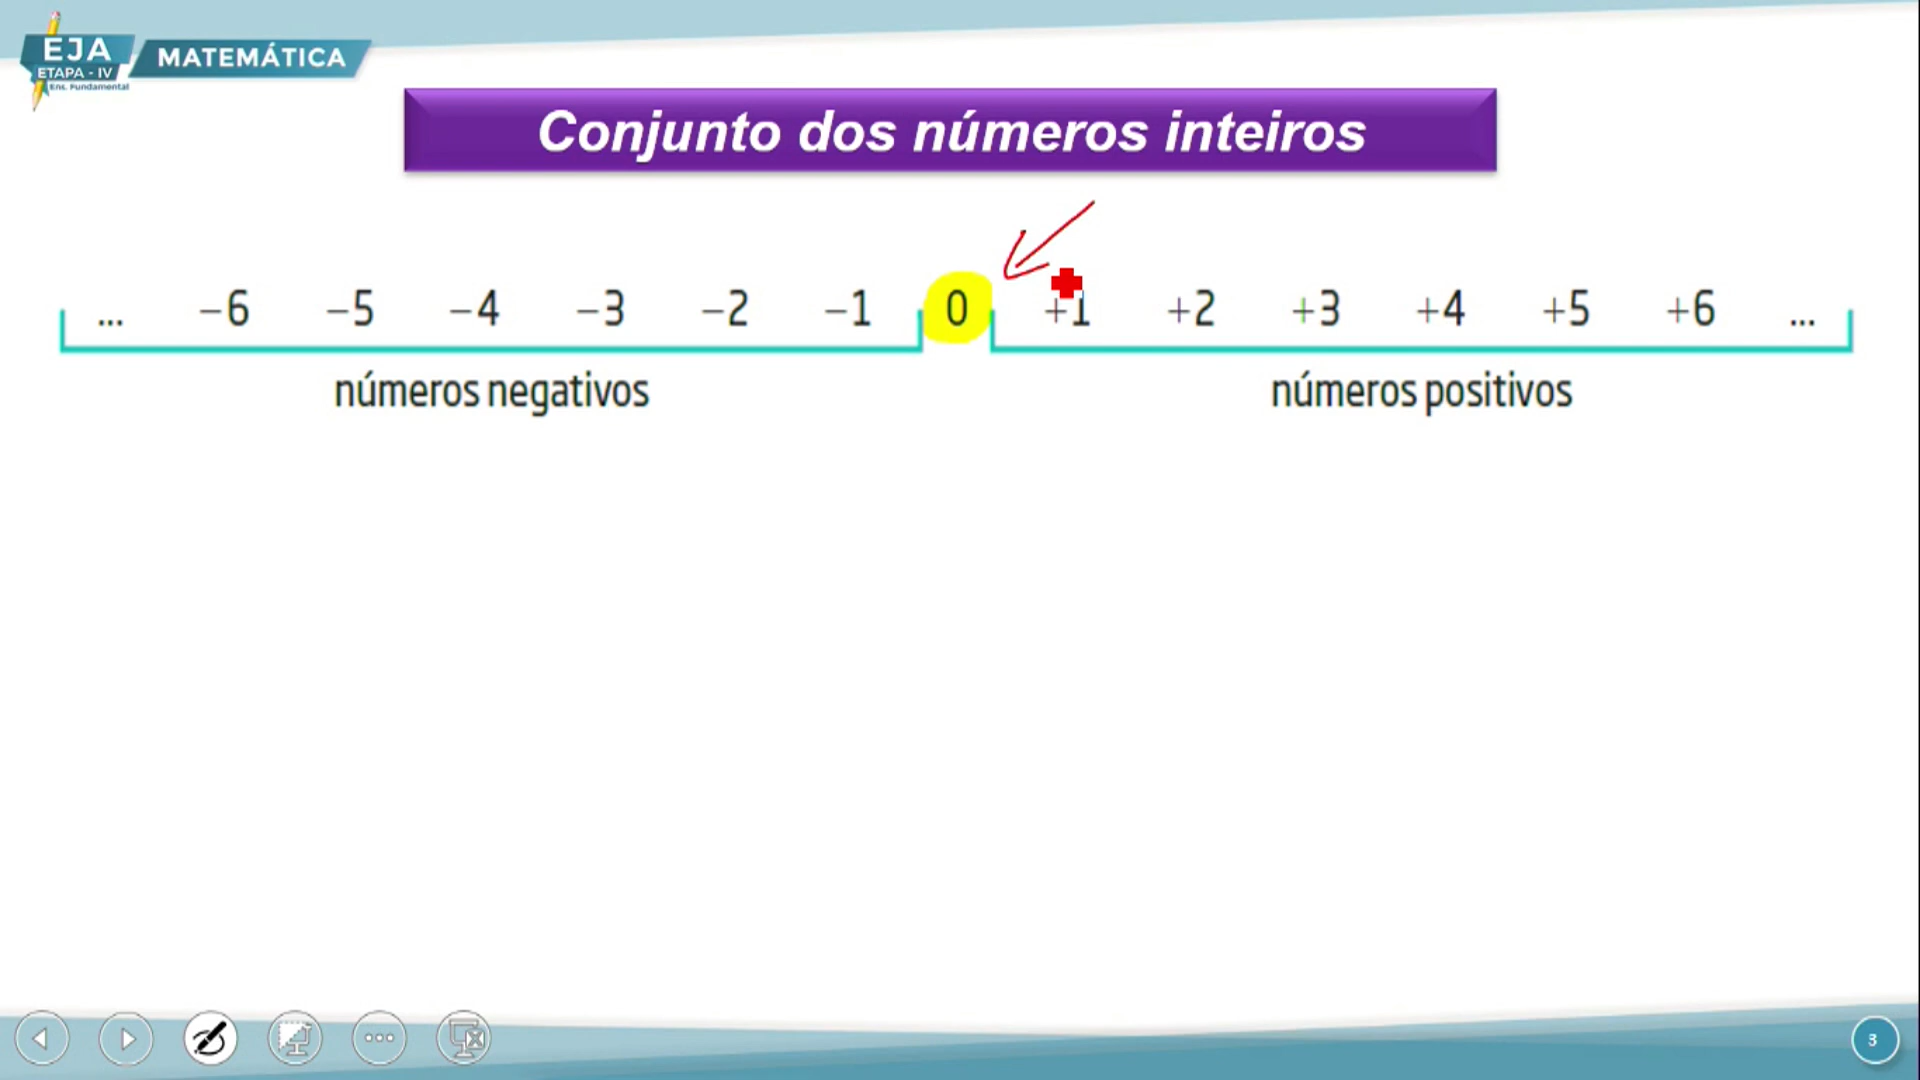 EJA
ETAPA - IV
Ens. Fundamental
MATEMÁTICA
Conjunto dos números inteiros
... −6 −5 −4 −3 −2 −1 0 +1 +2 +3 +4 +5 +6 ...
números negativos números positivos
3